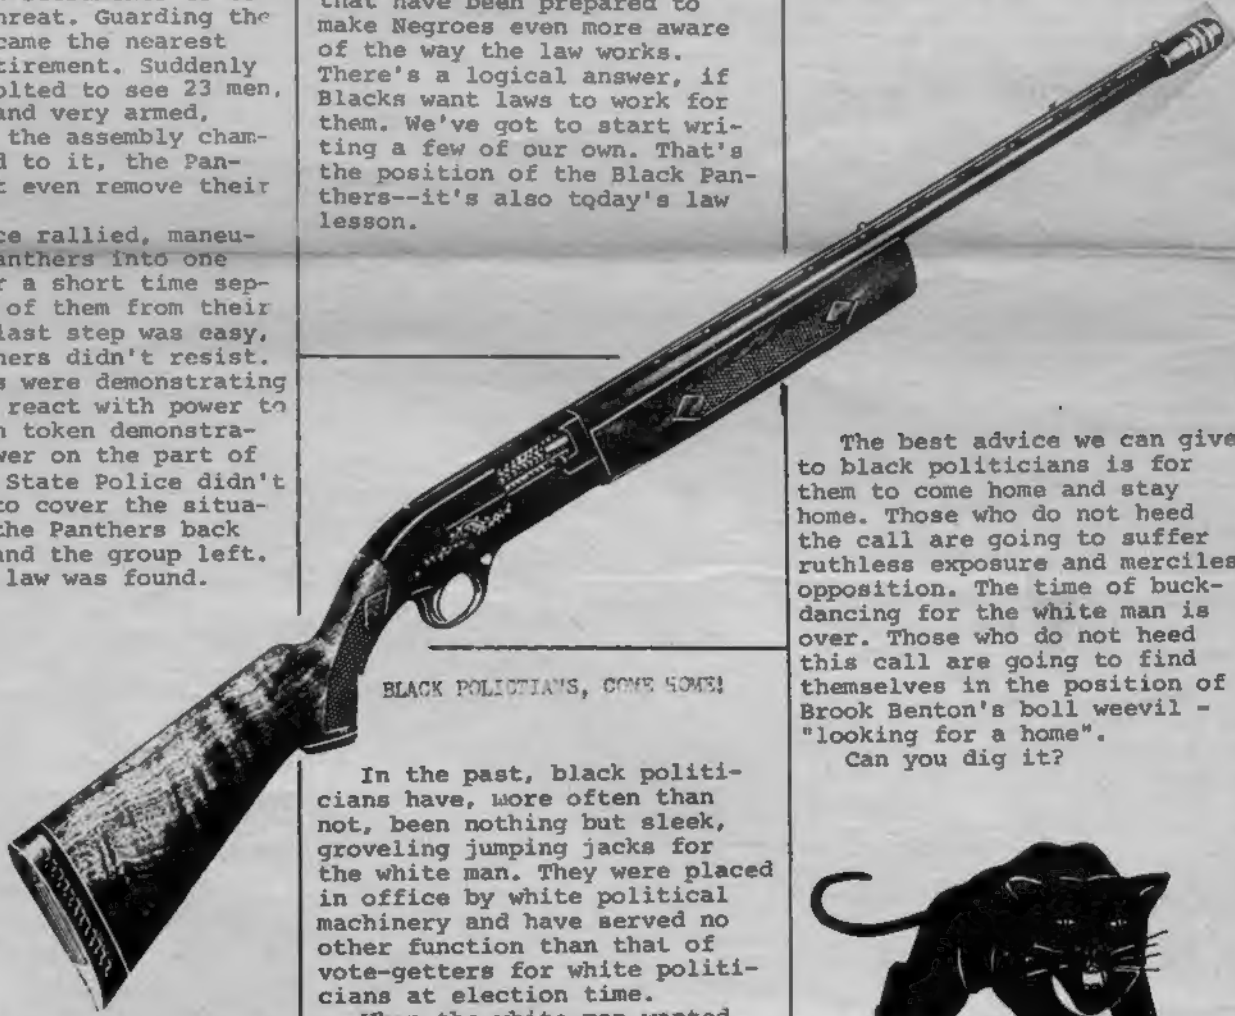 hreat. Guarding the
came the nearest
tirement. Suddenly
olted to see 23 men,
and very armed,
the assembly cham-
d to it, the Pan-
t even remove their
ce rallied, maneu-
anthers into one
r a short time sep-
of them from their
last step was easy,
hers didn't resist.
s were demonstrating
react with power to
n token demonstra-
wer on the part of
State Police didn't
to cover the situa-
the Panthers back
and the group left.
law was found.
that have been prepared to
make Negroes even more aware
of the way the law works.
There's a logical answer, if
Blacks want laws to work for
them. We've got to start wri-
ting a few of our own. That's
the position of the Black Pan-
thers--it's also tqday's law
lesson.
BLACK POLICTIANS, COME HOME!
In the past, black politi-
cians have, more often than
not, been nothing but sleek,
groveling jumping jacks for
the white man. They were placed
in office by white political
machinery and have served no
other function than that of
vote-getters for white politi-
cians at election time.
When the white man wanted
The best advice we can give
to black politicians is for
them to come home and stay
home. Those who do not heed
the call are going to suffer
ruthless exposure and merciles
opposition. The time of buck-
dancing for the white man is
over. Those who do not heed
this call are going to find
themselves in the position of
Brook Benton's boll weevil -
"looking for a home".
Can you dig it?